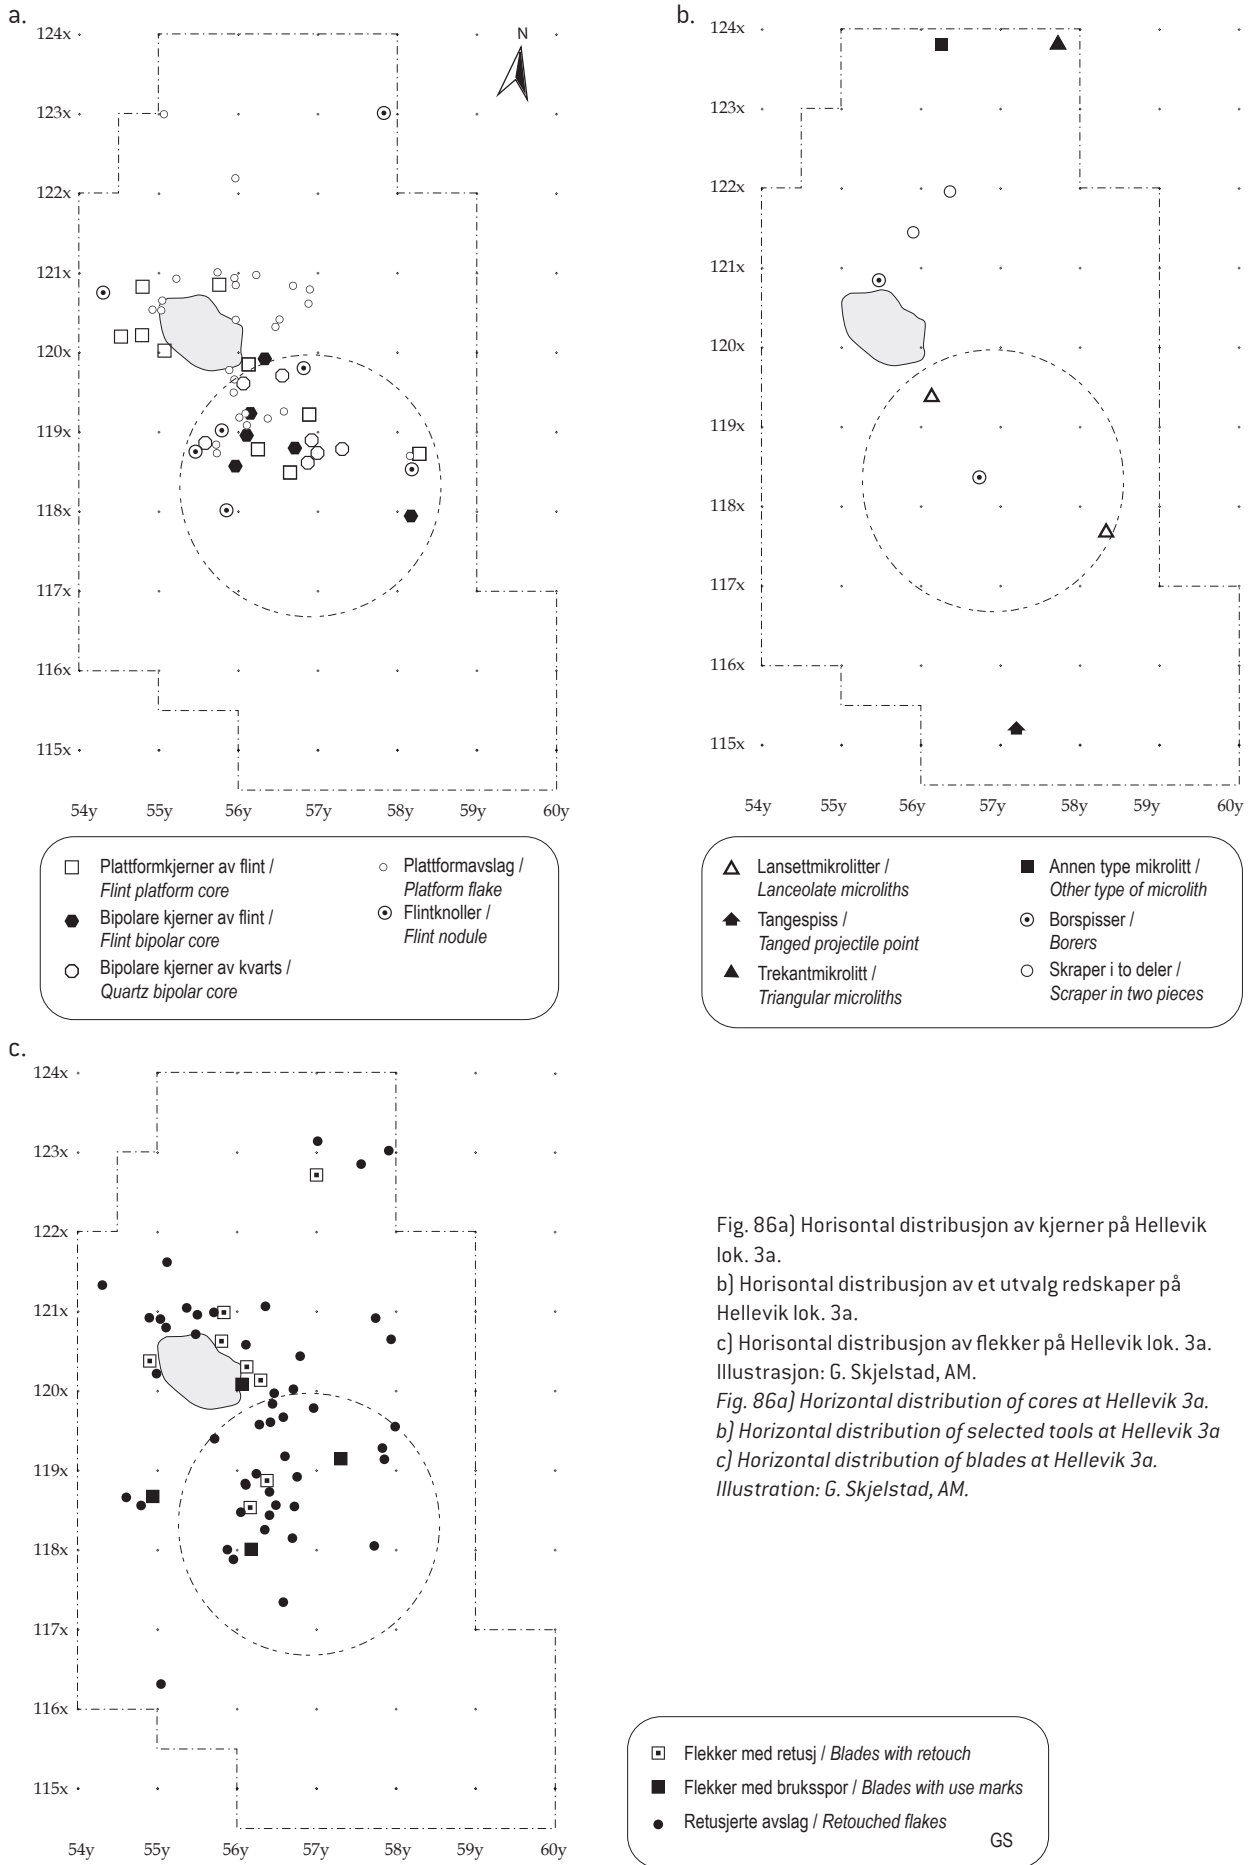 a.
N
124x
123x
122x
121x
120x
119x
118x
117x
116x
115x
54y 55y 56y 57y 58y 59y 60y
Plattformkjerner av flint /
Flint platform core
Bipolare kjerner av flint /
Flint bipolar core
Bipolare kjerner av kvarts /
Quartz bipolar core
Plattformavslag /
Platform flake
Flintknoller /
Flint nodule
b.
124x
123x
122x
121x
120x
119x
118x
117x
116x
115x
54y 55y 56y 57y 58y 59y 60y
Lansettmikrolitter /
Lanceolate microliths
Tangespiss /
Tanged projectile point
Trekantmikrolitt /
Triangular microliths
Annen type mikrolitt /
Other type of microlith
Borspisser /
Borers
Skraper i to deler /
Scraper in two pieces
c.
124x
123x
122x
121x
120x
119x
118x
117x
116x
115x
54y 55y 56y 57y 58y 59y 60y
Fig. 86a) Horisontal distribusjon av kjerner på Hellevik
lok. 3a.
b) Horisontal distribusjon av et utvalg redskaper på
Hellevik lok. 3a.
c) Horisontal distribusjon av flekker på Hellevik lok. 3a.
Illustrasjon: G. Skjelstad, AM.
Fig. 86a) Horizontal distribution of cores at Hellevik 3a.
b) Horizontal distribution of selected tools at Hellevik 3a
c) Horizontal distribution of blades at Hellevik 3a.
Illustration: G. Skjelstad, AM.
Flekker med retusj / Blades with retouch
Flekker med bruksspor / Blades with use marks
Retusjerte avslag / Retouched flakes
GS